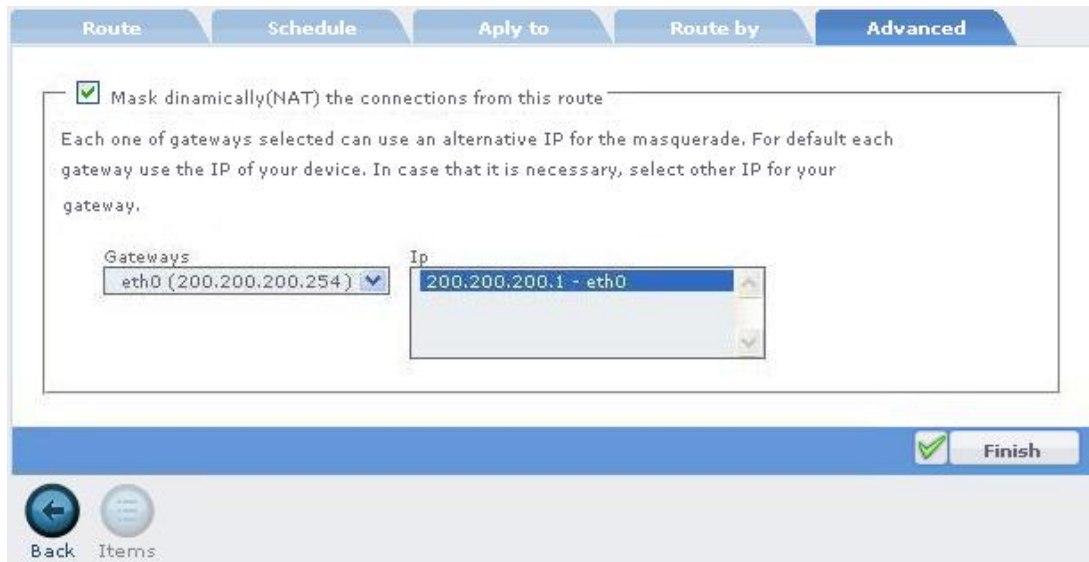 Route Schedule Aply to Route by Advanced
Mask dinamically(NAT) the connections from this route
Each one of gateways selected can use an alternative IP for the masquerade. For default each
gateway use the IP of your device. In case that it is necessary, select other IP for your
gateway.
Gateways Ip
eth0 (200.200.200.254) 200.200.200.1 - eth0
Finish
Back Items